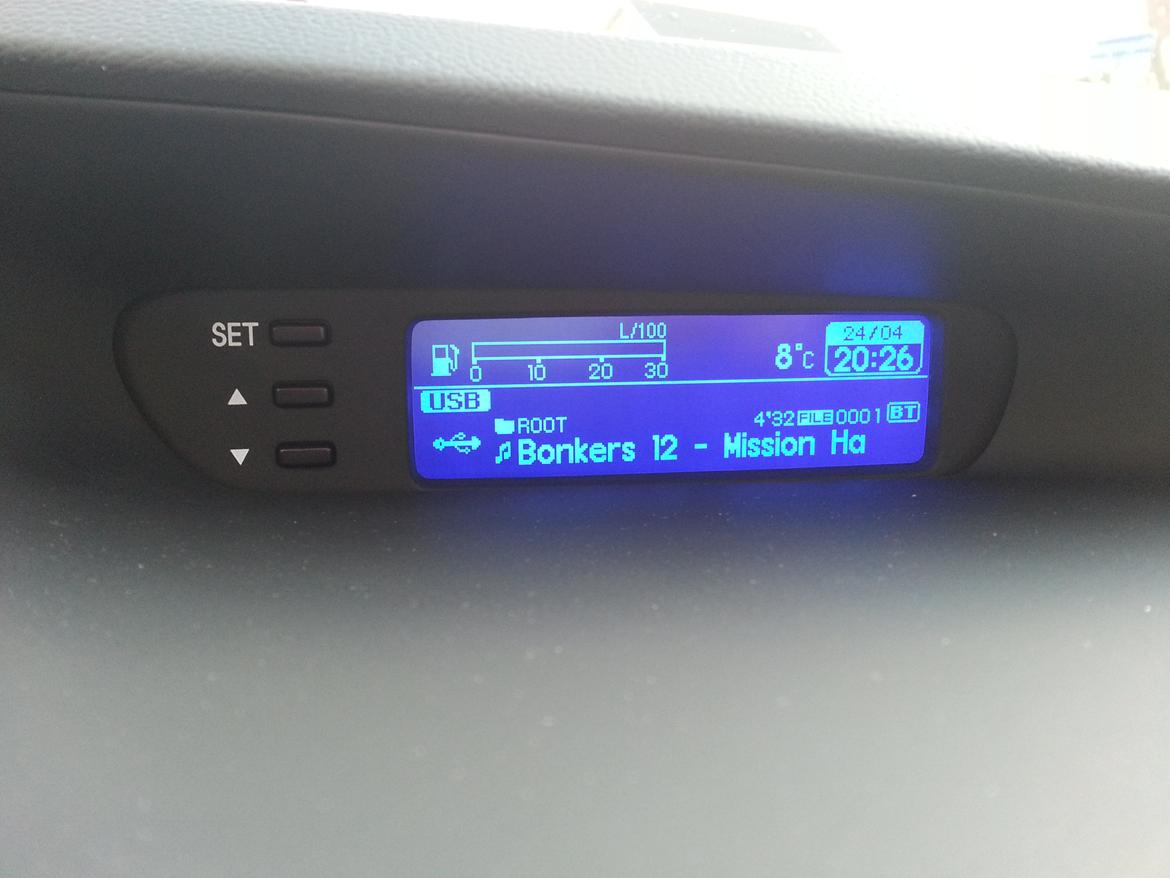 SET
L/100
0 10 20 30
8°C
24/04
20:26
USB
ROOT
4'32 FILE 0001 BT
Bonkers 12 - Mission Ha